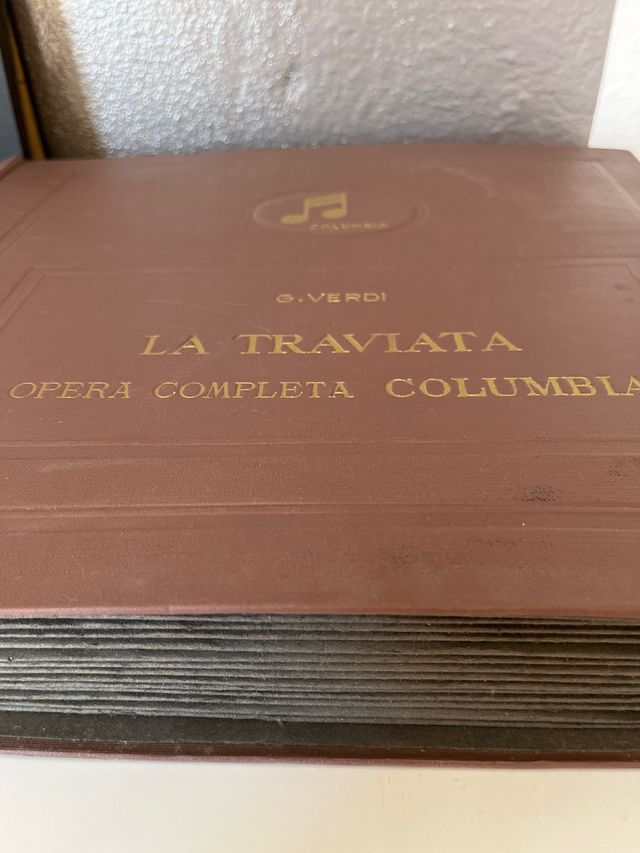 COLUMBIA
G. VERDI
LA TRAVIATA
OPERA COMPLETA COLUMBIA